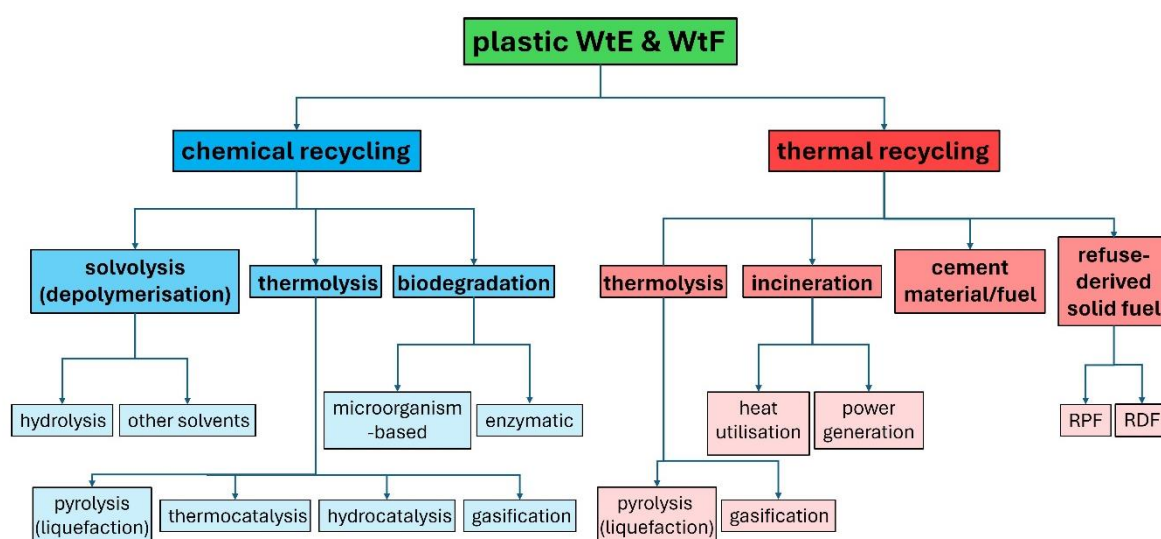 plastic WtE & WtF
chemical recycling
thermal recycling
solvolysis
(depolymerisation)
thermolysis
biodegradation
thermolysis
incineration
cement
material/fuel
refuse-
derived
solid fuel
hydrolysis
other solvents
microorganism
-based
enzymatic
heat
utilisation
power
generation
RPF
RDF
pyrolysis
(liquefaction)
thermocatalysis
hydrocatalysis
gasification
pyrolysis
(liquefaction)
gasification